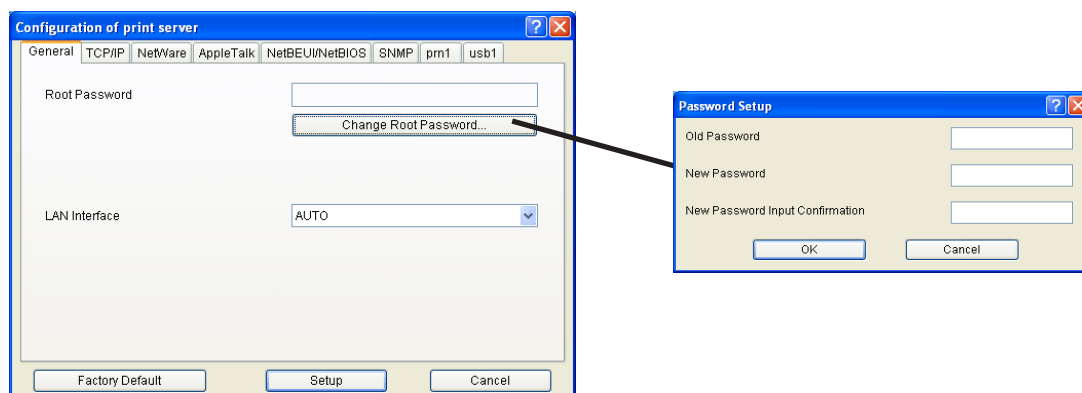 Configuration of print server
General TCP/IP NetWare AppleTalk NetBEUI/NetBIOS SNMP prn1 usb1
Root Password
Change Root Password...
LAN Interface AUTO
Factory Default Setup Cancel
Password Setup
Old Password
New Password
New Password Input Confirmation
OK Cancel